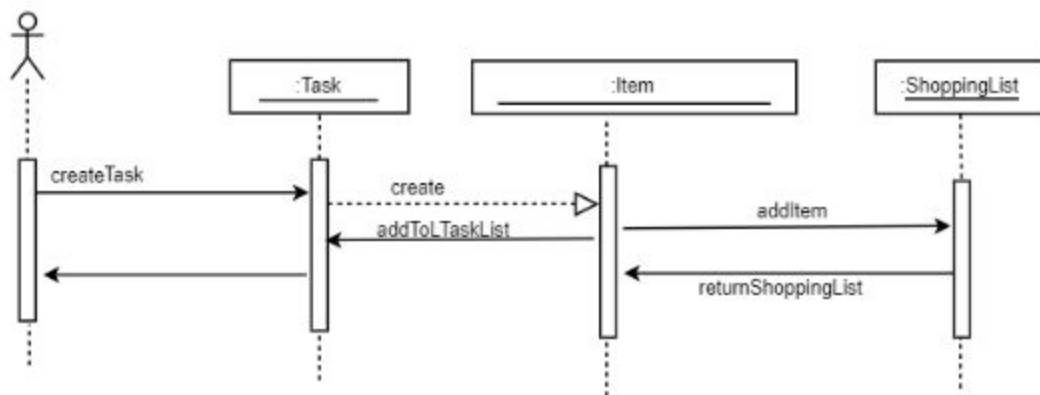 :Task
:Item
:ShoppingList
createTask
create
addItem
addToLTaskList
returnShoppingList